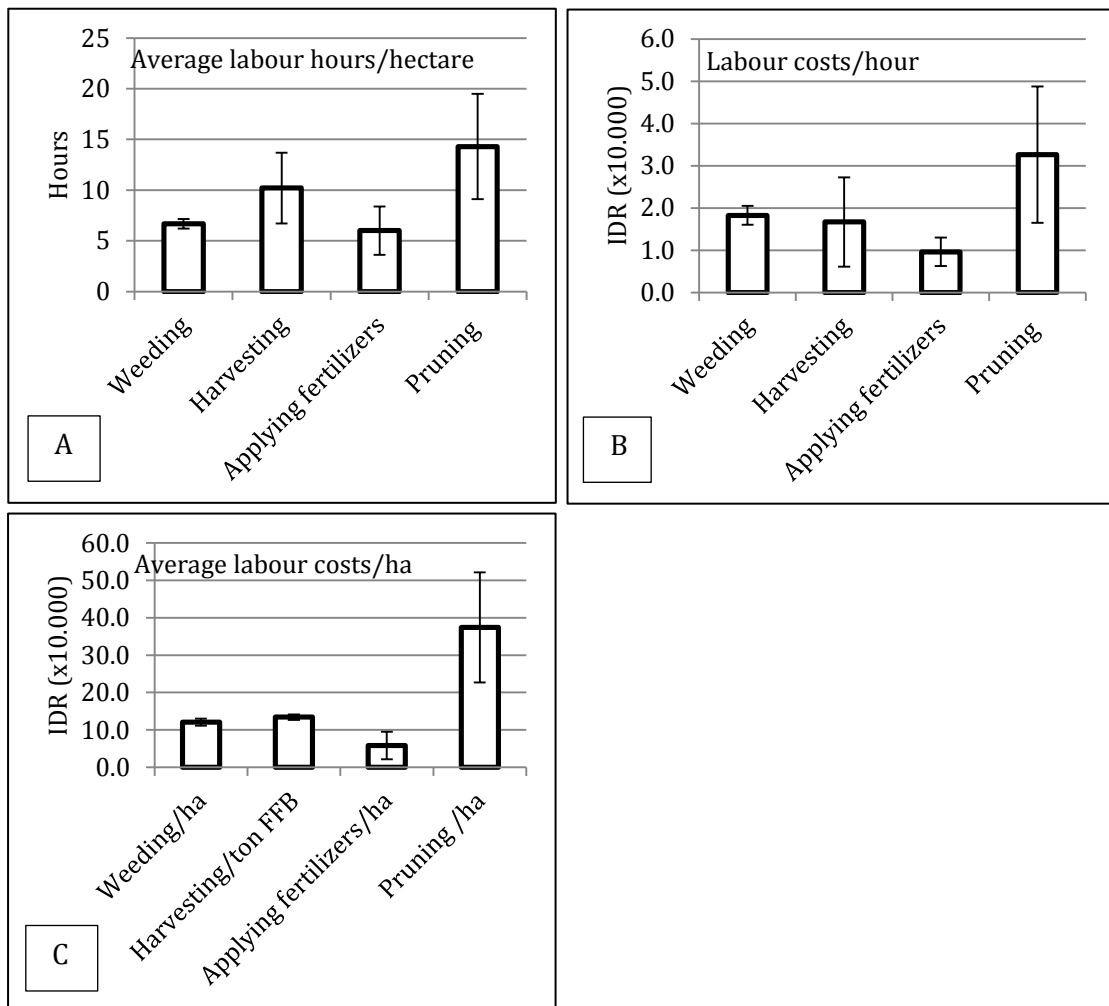 Average labour hours/hectare
Hours
25
20
15
10
5
0
Weeding
Harvesting
Applying fertilizers
Pruning
A
Labour costs/hour
IDR (x10.000)
6.0
5.0
4.0
3.0
2.0
1.0
0.0
Weeding
Harvesting
Applying fertilizers
Pruning
B
Average labour costs/ha
IDR (x10.000)
60.0
50.0
40.0
30.0
20.0
10.0
0.0
Weeding/ha
Harvesting/ton FFB
Applying fertilizers/ha
Pruning /ha
C